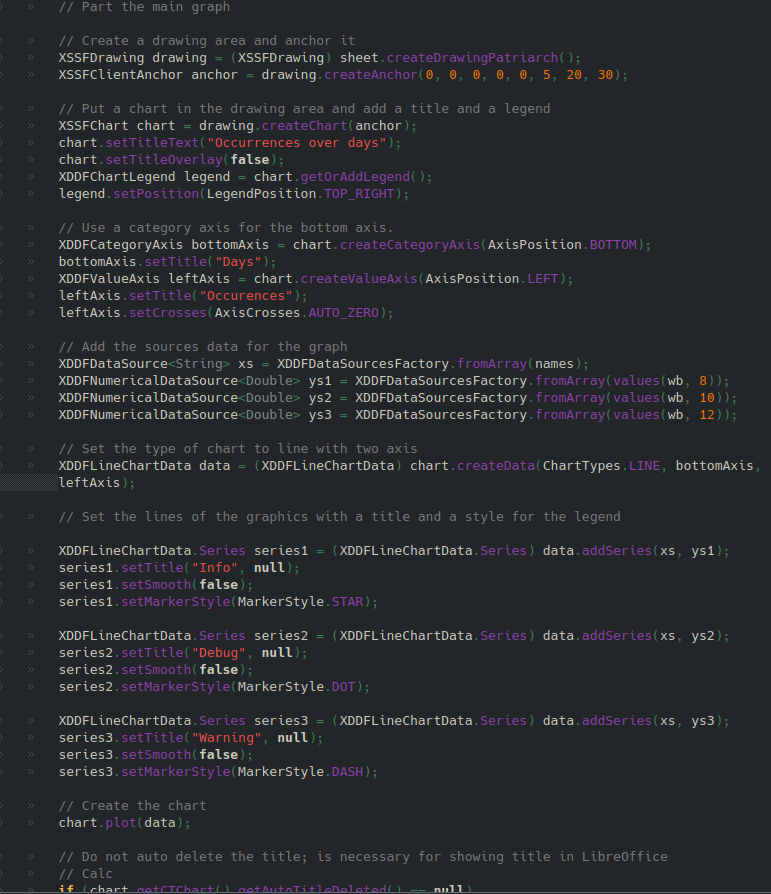 // Part the main graph
// Create a drawing area and anchor it
XSSFDrawing drawing = (XSSFDrawing) sheet.createDrawingPatriarch();
XSSFClientAnchor anchor = drawing.createAnchor(0, 0, 0, 0, 0, 5, 20, 30);
// Put a chart in the drawing area and add a title and a legend
XSSFChart chart = drawing.createChart(anchor);
chart.setTitleText("Occurrences over days");
chart.setTitleOverlay(false);
XDDFChartLegend legend = chart.getOrAddLegend();
legend.setPosition(LegendPosition.TOP_RIGHT);
// Use a category axis for the bottom axis.
XDDFCategoryAxis bottomAxis = chart.createCategoryAxis(AxisPosition.BOTTOM);
bottomAxis.setTitle("Days");
XDDFValueAxis leftAxis = chart.createValueAxis(AxisPosition.LEFT);
leftAxis.setTitle("Occurences");
leftAxis.setCrosses(AxisCrosses.AUTO_ZERO);
// Add the sources data for the graph
XDDFDataSource<String> xs = XDDFDataSourcesFactory.fromArray(names);
XDDFNumericalDataSource<Double> ys1 = XDDFDataSourcesFactory.fromArray(values(wb, 8));
XDDFNumericalDataSource<Double> ys2 = XDDFDataSourcesFactory.fromArray(values(wb, 10));
XDDFNumericalDataSource<Double> ys3 = XDDFDataSourcesFactory.fromArray(values(wb, 12));
// Set the type of chart to line with two axis
XDDFLineChartData data = (XDDFLineChartData) chart.createData(ChartTypes.LINE, bottomAxis,
leftAxis);
// Set the lines of the graphics with a title and a style for the legend
XDDFLineChartData.Series series1 = (XDDFLineChartData.Series) data.addSeries(xs, ys1);
series1.setTitle("Info", null);
series1.setSmooth(false);
series1.setMarkerStyle(MarkerStyle.STAR);
XDDFLineChartData.Series series2 = (XDDFLineChartData.Series) data.addSeries(xs, ys2);
series2.setTitle("Debug", null);
series2.setSmooth(false);
series2.setMarkerStyle(MarkerStyle.DOT);
XDDFLineChartData.Series series3 = (XDDFLineChartData.Series) data.addSeries(xs, ys3);
series3.setTitle("Warning", null);
series3.setSmooth(false);
series3.setMarkerStyle(MarkerStyle.DASH);
// Create the chart
chart.plot(data);
// Do not auto delete the title; is necessary for showing title in LibreOffice
// Calc
if (chart.getCTChart().getAutoTitleDeleted() == null)